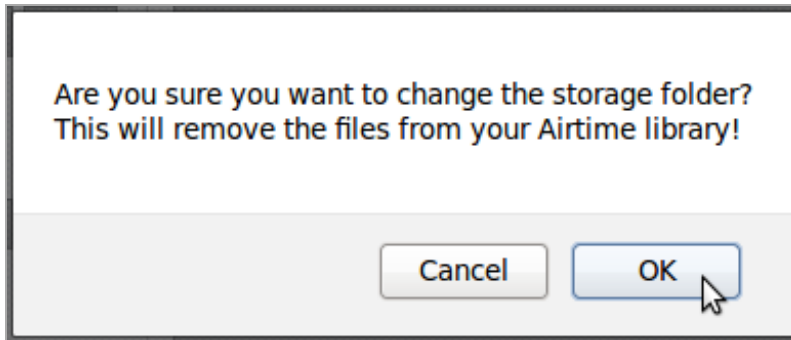 Are you sure you want to change the storage folder?
This will remove the files from your Airtime library!
Cancel
OK